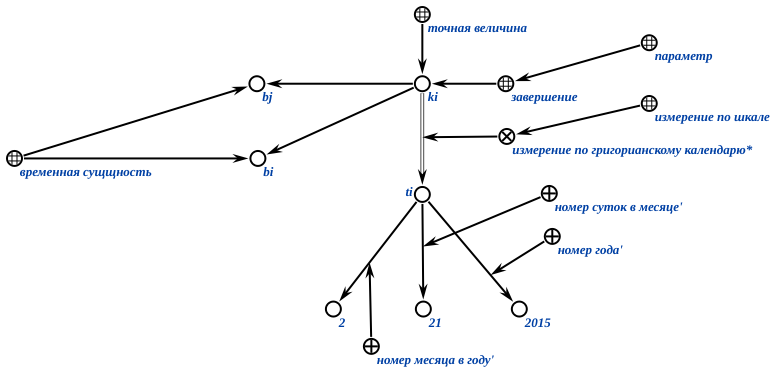 точная величина
параметр
bj
ki
завершение
измерение по шкале
измерение по григорианскому календарю*
временная сущщность
bi
ti
номер суток в месяце'
номер года'
2
21
2015
номер месяца в году'